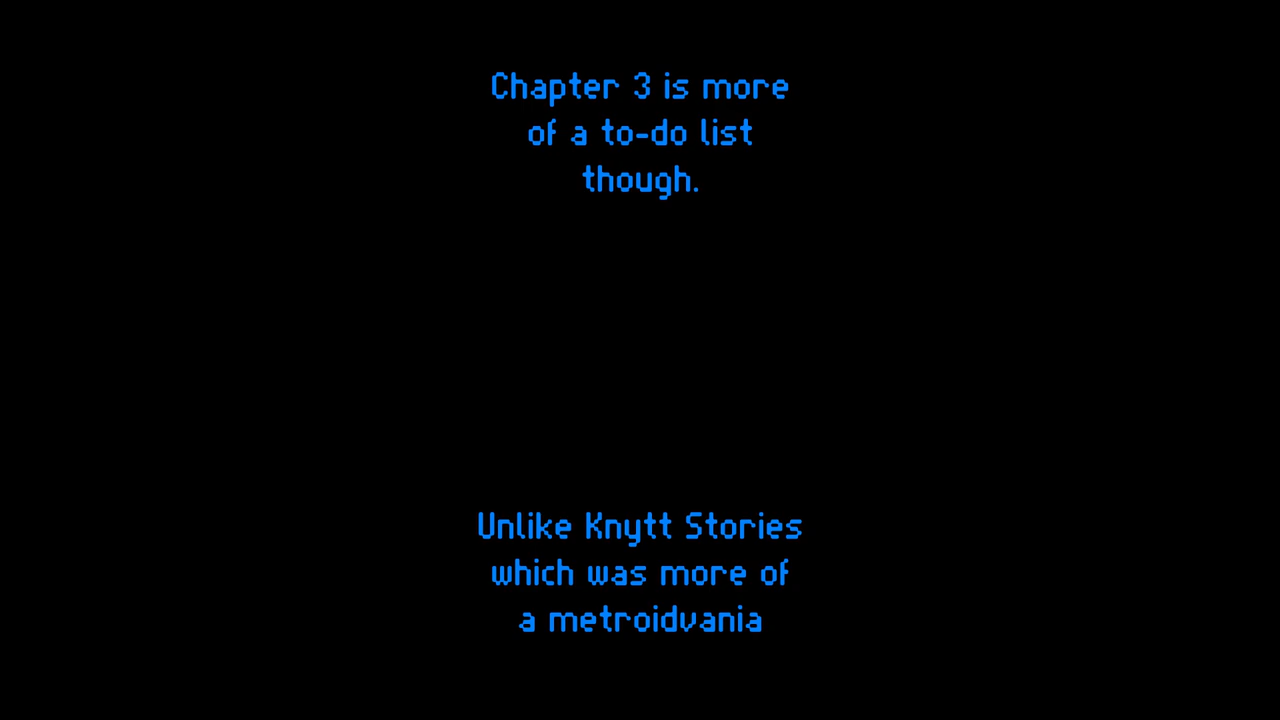 Chapter 3 is more
of a to-do list
though.
Unlike Knytt Stories
which was more of
a metroidvania